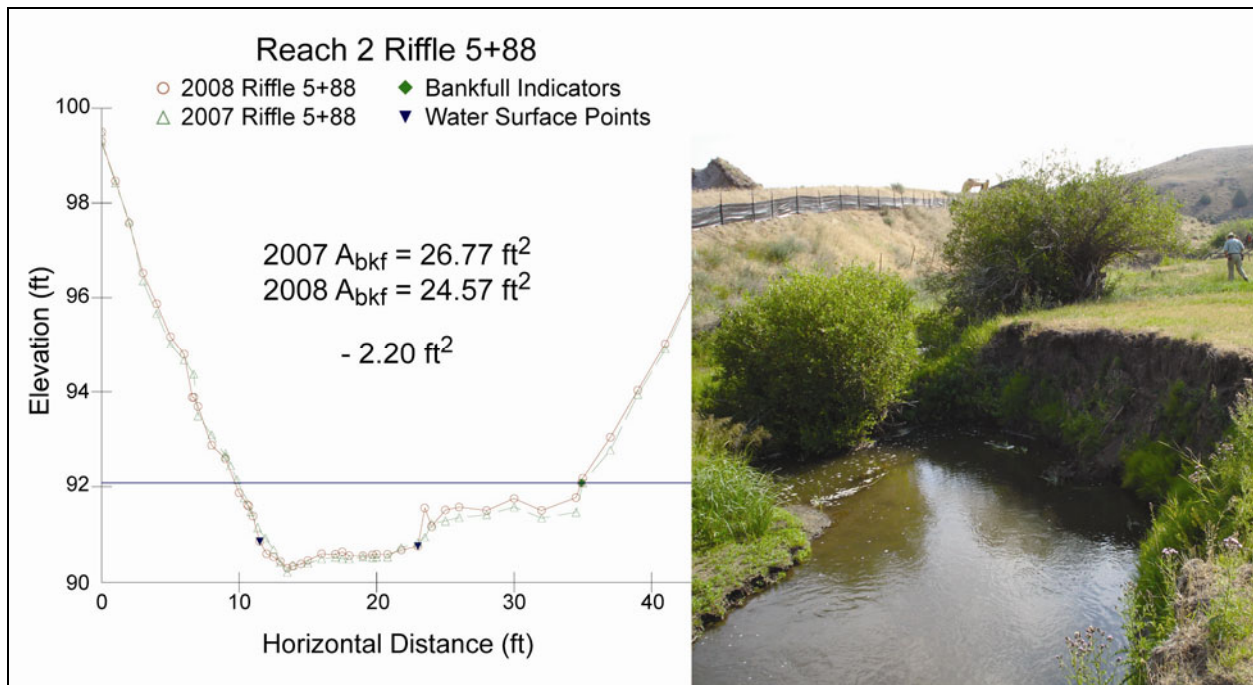 Reach 2 Riffle 5+88
2008 Riffle 5+88
Bankfull Indicators
2007 Riffle 5+88
Water Surface Points
100
98
96
94
92
90
Elevation (ft)
2007 Abkf = 26.77 ft2
2008 Abkf = 24.57 ft2
- 2.20 ft2
0
10
20
30
40
Horizontal Distance (ft)